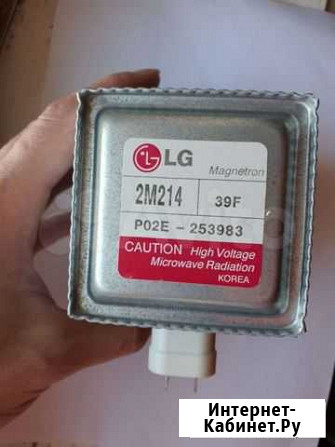 LG
Magnetron
2M214 39F
P02E - 253983
CAUTION High Voltage
Microwave Radiation
KOREA
Интернет-
Кабинет.Ру